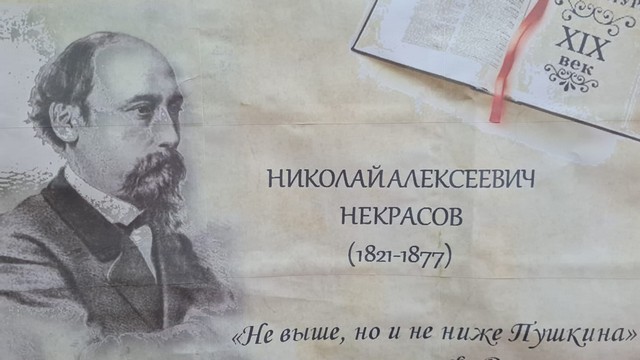 XIX
век
НИКОЛАЙ АЛЕКСЕЕВИЧ
НЕКРАСОВ
(1821-1877)
«Не выше, но и не ниже Пушкина»